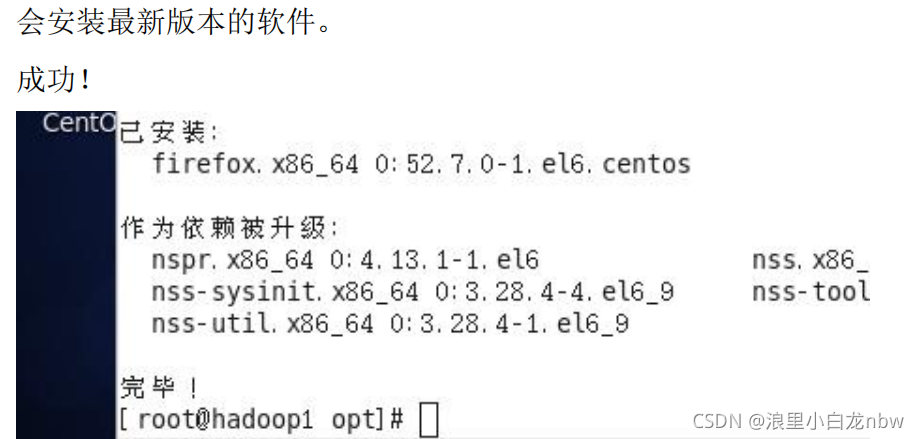 会安装最新版本的软件。
成功！
CentO
已安装：
firefox.x86_64 0:52.7.0-1.el6.centos
作为依赖被升级：
nspr.x86_64 0:4.13.1-1.el6 nss.x86_
nss-sysinit.x86_64 0:3.28.4-4.el6_9 nss-tool
nss-util.x86_64 0:3.28.4-1.el6_9
完毕！
[root@hadoop1 opt]#
CSDN @浪里小白龙nbw